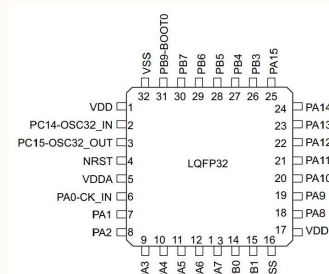 VSS
PB9-BOOT0
PB7
PB6
PB5
PB4
PB3
PA15
32 31 30 29 28 27 26 25
VDD 1
PC14-OSC32_IN 2
PC15-OSC32_OUT 3
NRST 4
VDDA 5
PA0-CK_IN 6
PA1 7
PA2 8
LQFP32
24 PA14
23 PA13
22 PA12
21 PA11
20 PA10
19 PA9
18 PA8
17 VDD
9 10 11 12 1 3 14 15 16
A3
A4
A5
A6
A7
B0
B1
SS